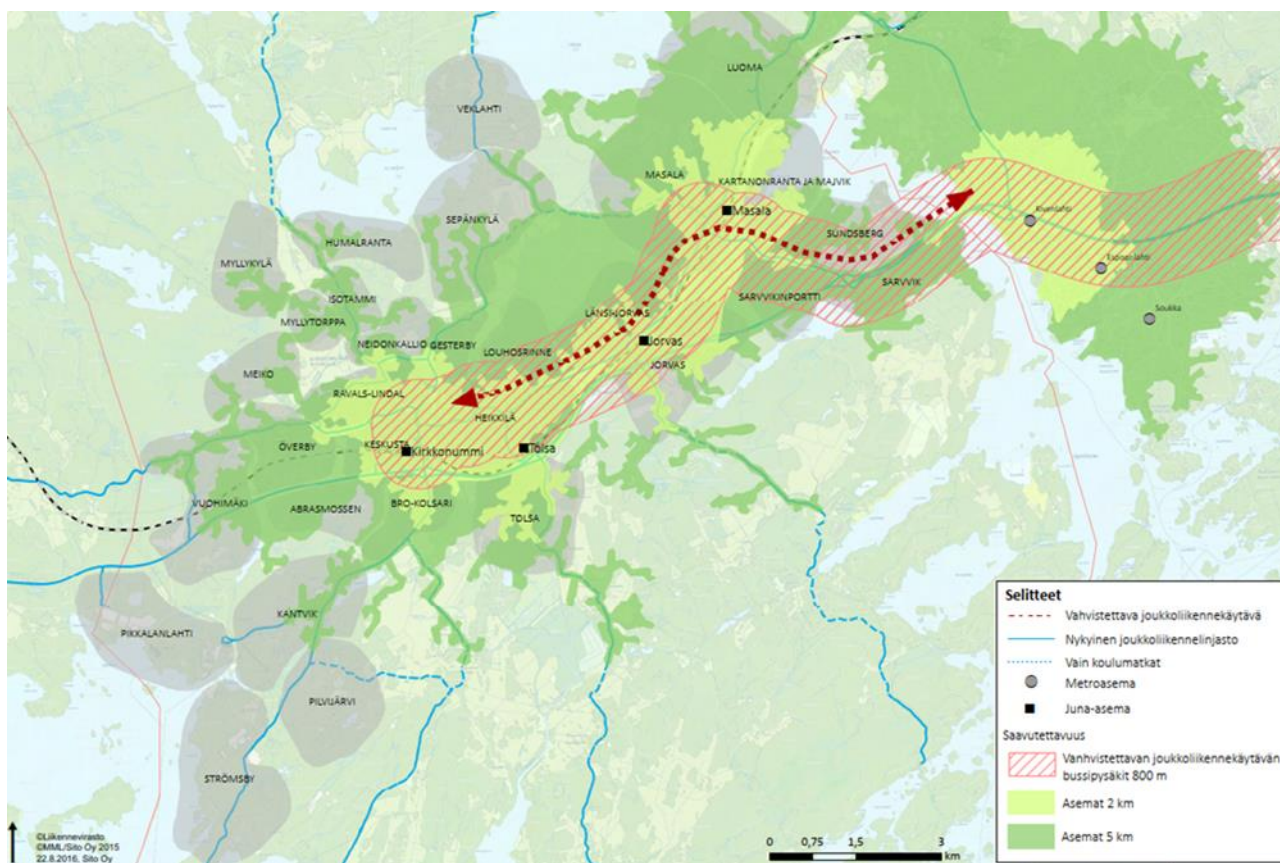 LUOMA
VEKLAHTI
MASALA
KARTANONRANTA JA MAJVIK
Masala
SEPÄNKYLÄ
Kivenlahti
HUMALRANTA
SUNDSBERG
MYLLYKYLÄ
Espoonlahti
SARVVIK
ISOTAMMI
SARVVIKINPORTTI
LÄNSI-JORVAS
Soukka
MYLLYTORPPA
Jorvas
NEIDONKALLIO
GESTERBY
LOUHOSRINNE
JORVAS
MEIKO
RAVALS-LINDAL
HEIKKILÄ
ÖVERBY
KESKUSTA
Kirkkonummi
Tolsa
VUOHIMÄKI
ABRASMOSSEN
BRO-KOLSARI
TOLSA
KANTVIK
PIKKALANLAHTI
PILVIJÄRVI
STRÖMSBY
Selitteet
Vahvistettava joukkoliikennekäytävä
Nykyinen joukkoliikennelinjasto
Vain koulumatkat
Metroasema
Juna-asema
Saavutettavuus
Vanhvistettavan joukkoliikennekäytävän
bussipysäkit 800 m
Asemat 2 km
Asemat 5 km
©Liikennevirasto
©MML/Sito Oy 2015
22.8.2016, Sito Oy
0 0,75 1,5 3
km